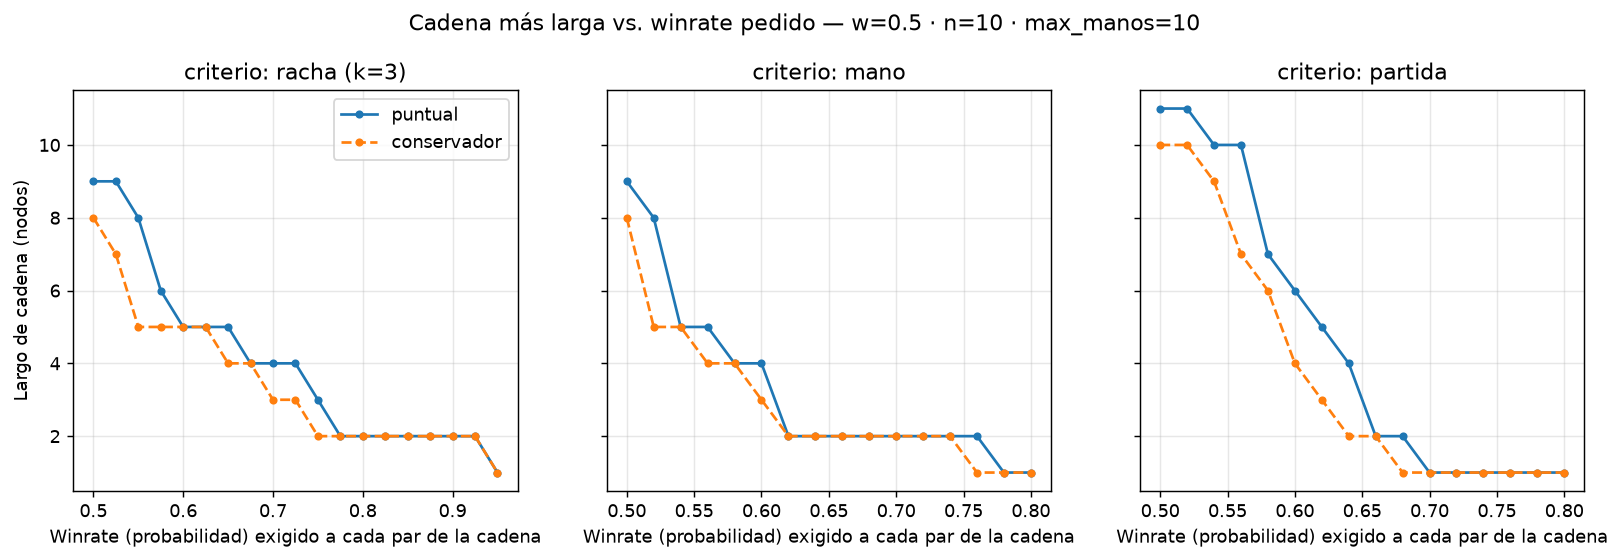 Cadena más larga vs. winrate pedido — w=0.5 · n=10 · max_manos=10
criterio: racha (k=3)
puntual
conservador
Largo de cadena (nodos)
10
8
6
4
2
0.5 0.6 0.7 0.8 0.9
Winrate (probabilidad) exigido a cada par de la cadena
criterio: mano
0.50 0.55 0.60 0.65 0.70 0.75 0.80
Winrate (probabilidad) exigido a cada par de la cadena
criterio: partida
0.50 0.55 0.60 0.65 0.70 0.75 0.80
Winrate (probabilidad) exigido a cada par de la cadena